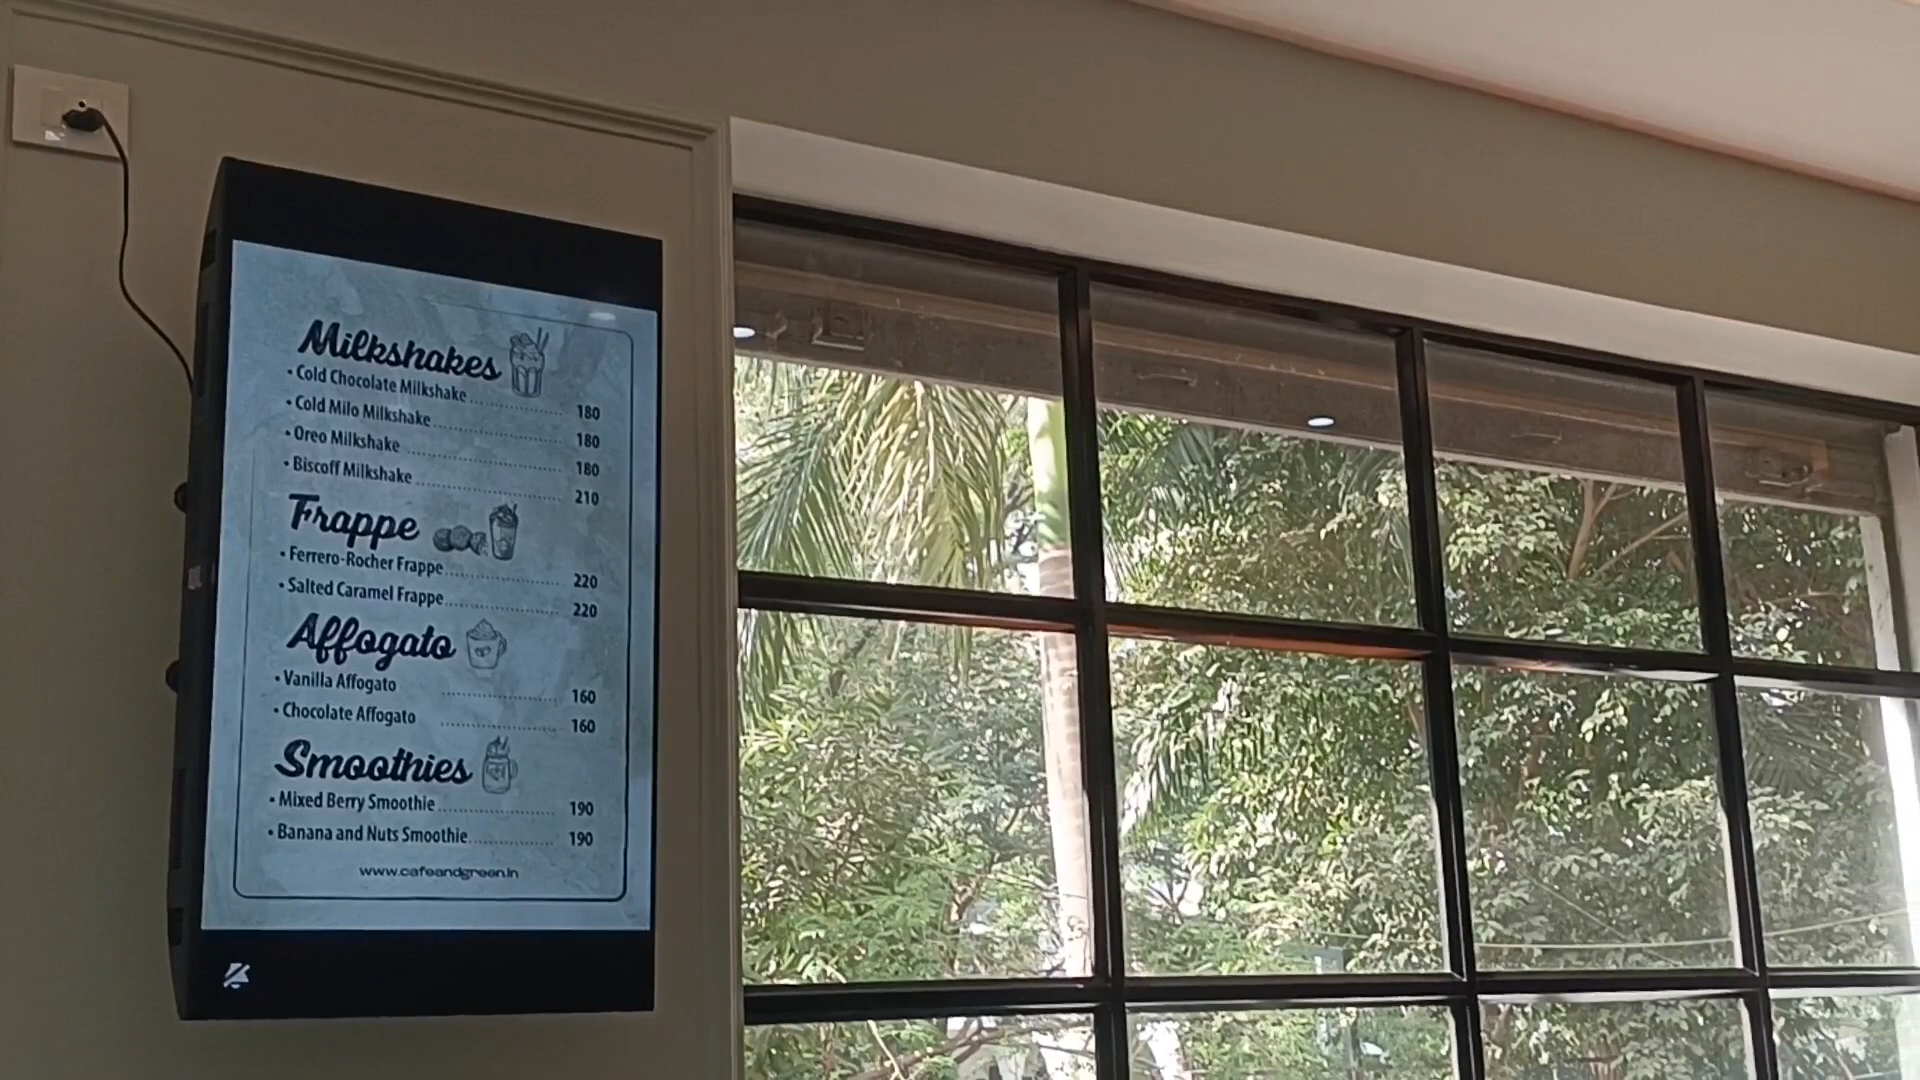 Milkshakes
• Cold Chocolate Milkshake ........................ 180
• Cold Milo Milkshake ........................ 180
• Oreo Milkshake ........................ 180
• Biscoff Milkshake ........................ 210
Frappe
• Ferrero-Rocher Frappe ........................ 220
• Salted Caramel Frappe ........................ 220
Affogato
• Vanilla Affogato ........................ 160
• Chocolate Affogato ........................ 160
Smoothies
• Mixed Berry Smoothie ........................ 190
• Banana and Nuts Smoothie ........................ 190
www.cafeandgreen.in